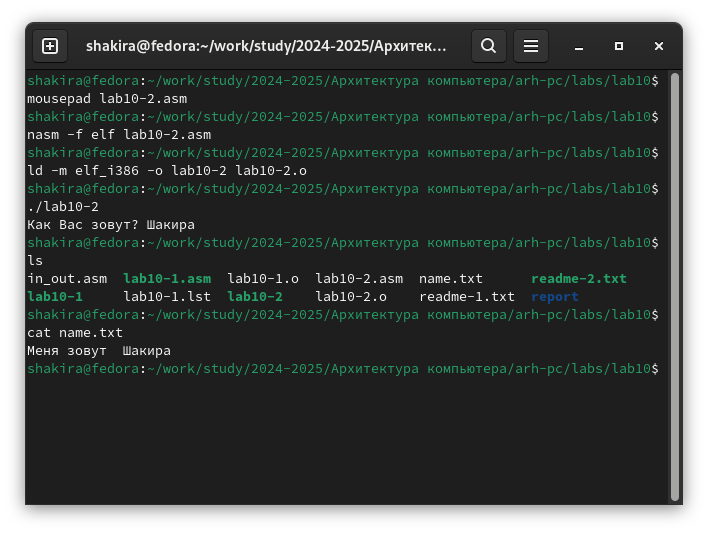 shakira@fedora:~/work/study/2024-2025/Архитек...
shakira@fedora:~/work/study/2024-2025/Архитектура компьютера/arh-pc/labs/lab10$
mousepad lab10-2.asm
shakira@fedora:~/work/study/2024-2025/Архитектура компьютера/arh-pc/labs/lab10$
nasm -f elf lab10-2.asm
shakira@fedora:~/work/study/2024-2025/Архитектура компьютера/arh-pc/labs/lab10$
ld -m elf_i386 -o lab10-2 lab10-2.o
shakira@fedora:~/work/study/2024-2025/Архитектура компьютера/arh-pc/labs/lab10$
./lab10-2
Как Вас зовут? Шакира
shakira@fedora:~/work/study/2024-2025/Архитектура компьютера/arh-pc/labs/lab10$
ls
in_out.asm  lab10-1.asm  lab10-1.o  lab10-2.asm  name.txt      readme-2.txt
lab10-1     lab10-1.lst  lab10-2    lab10-2.o    readme-1.txt  report
shakira@fedora:~/work/study/2024-2025/Архитектура компьютера/arh-pc/labs/lab10$
cat name.txt
Меня зовут  Шакира
shakira@fedora:~/work/study/2024-2025/Архитектура компьютера/arh-pc/labs/lab10$